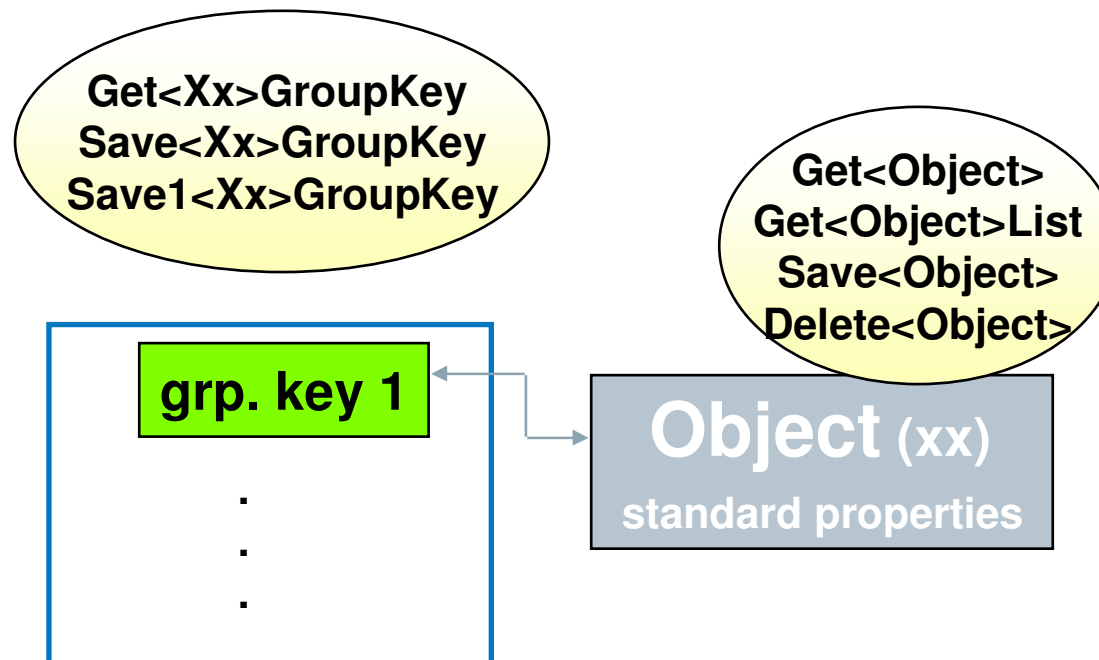 Get<Xx>GroupKey
Save<Xx>GroupKey
Save1<Xx>GroupKey
Get<Object>
Get<Object>List
Save<Object>
Delete<Object>
grp. key 1
.
.
.
Object (xx)
standard properties